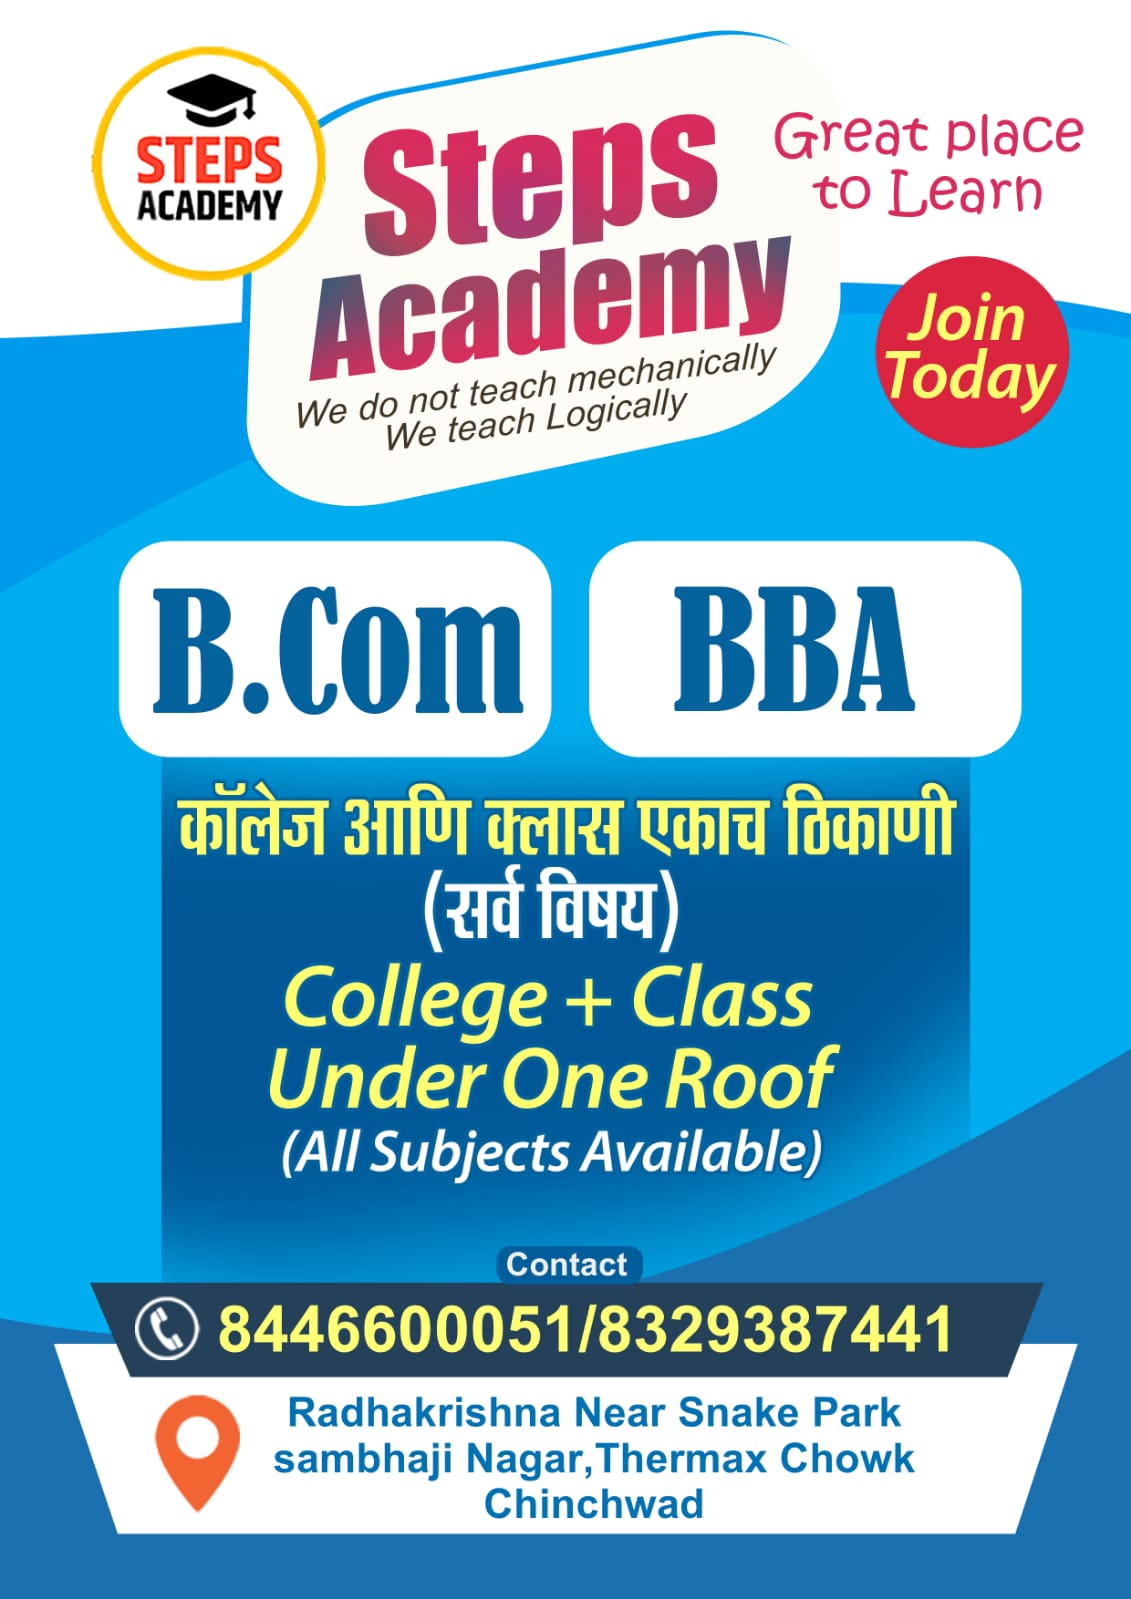 STEPS
ACADEMY
Steps
Academy
We do not teach mechanically
We teach Logically
Great place
to Learn
Join
Today
B.Com
BBA
कॉलेज आणि क्लास एकाच ठिकाणी
(सर्व विषय)
College + Class
Under One Roof
(All Subjects Available)
Contact
8446600051/8329387441
Radhakrishna Near Snake Park
sambhaji Nagar,Thermax Chowk
Chinchwad